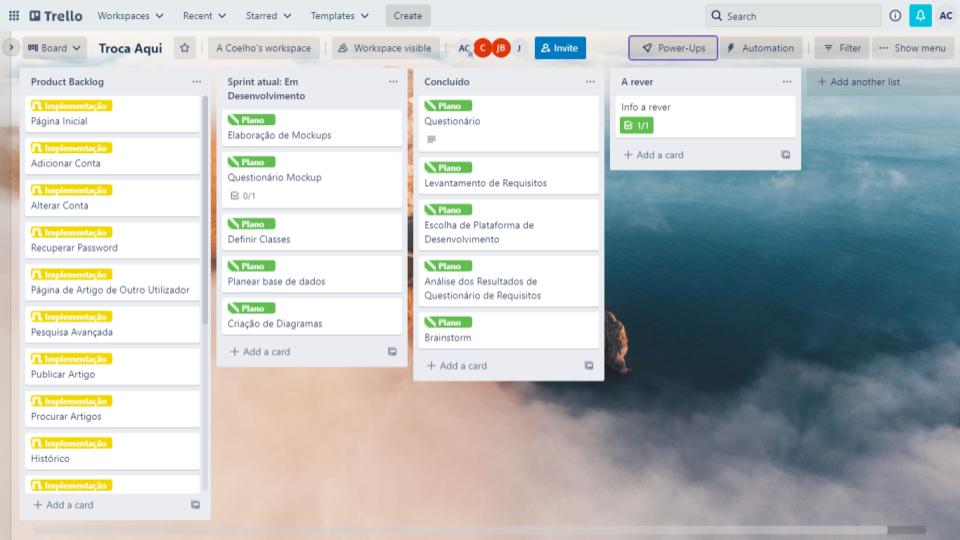 Trello
Workspaces
Recent
Starred
Templates
Create
Search
AC
Board
Troca Aqui
A Coelho's workspace
Workspace visible
AC
C
JB
J
Invite
Power-Ups
Automation
Filter
Show menu
Product Backlog
Implementação
Página Inicial
Implementação
Adicionar Conta
Implementação
Alterar Conta
Implementação
Recuperar Password
Implementação
Página de Artigo de Outro Utilizador
Implementação
Pesquisa Avançada
Implementação
Publicar Artigo
Implementação
Procurar Artigos
Implementação
Histórico
Implementação
+ Add a card
Sprint atual: Em
Desenvolvimento
Plano
Elaboração de Mockups
Plano
Questionário Mockup
0/1
Plano
Definir Classes
Plano
Planear base de dados
Plano
Criação de Diagramas
+ Add a card
Concluído
Plano
Questionário
Plano
Levantamento de Requisitos
Plano
Escolha de Plataforma de
Desenvolvimento
Plano
Análise dos Resultados de
Questionário de Requisitos
Plano
Brainstorm
+ Add a card
A rever
Info a rever
1/1
+ Add a card
+ Add another list